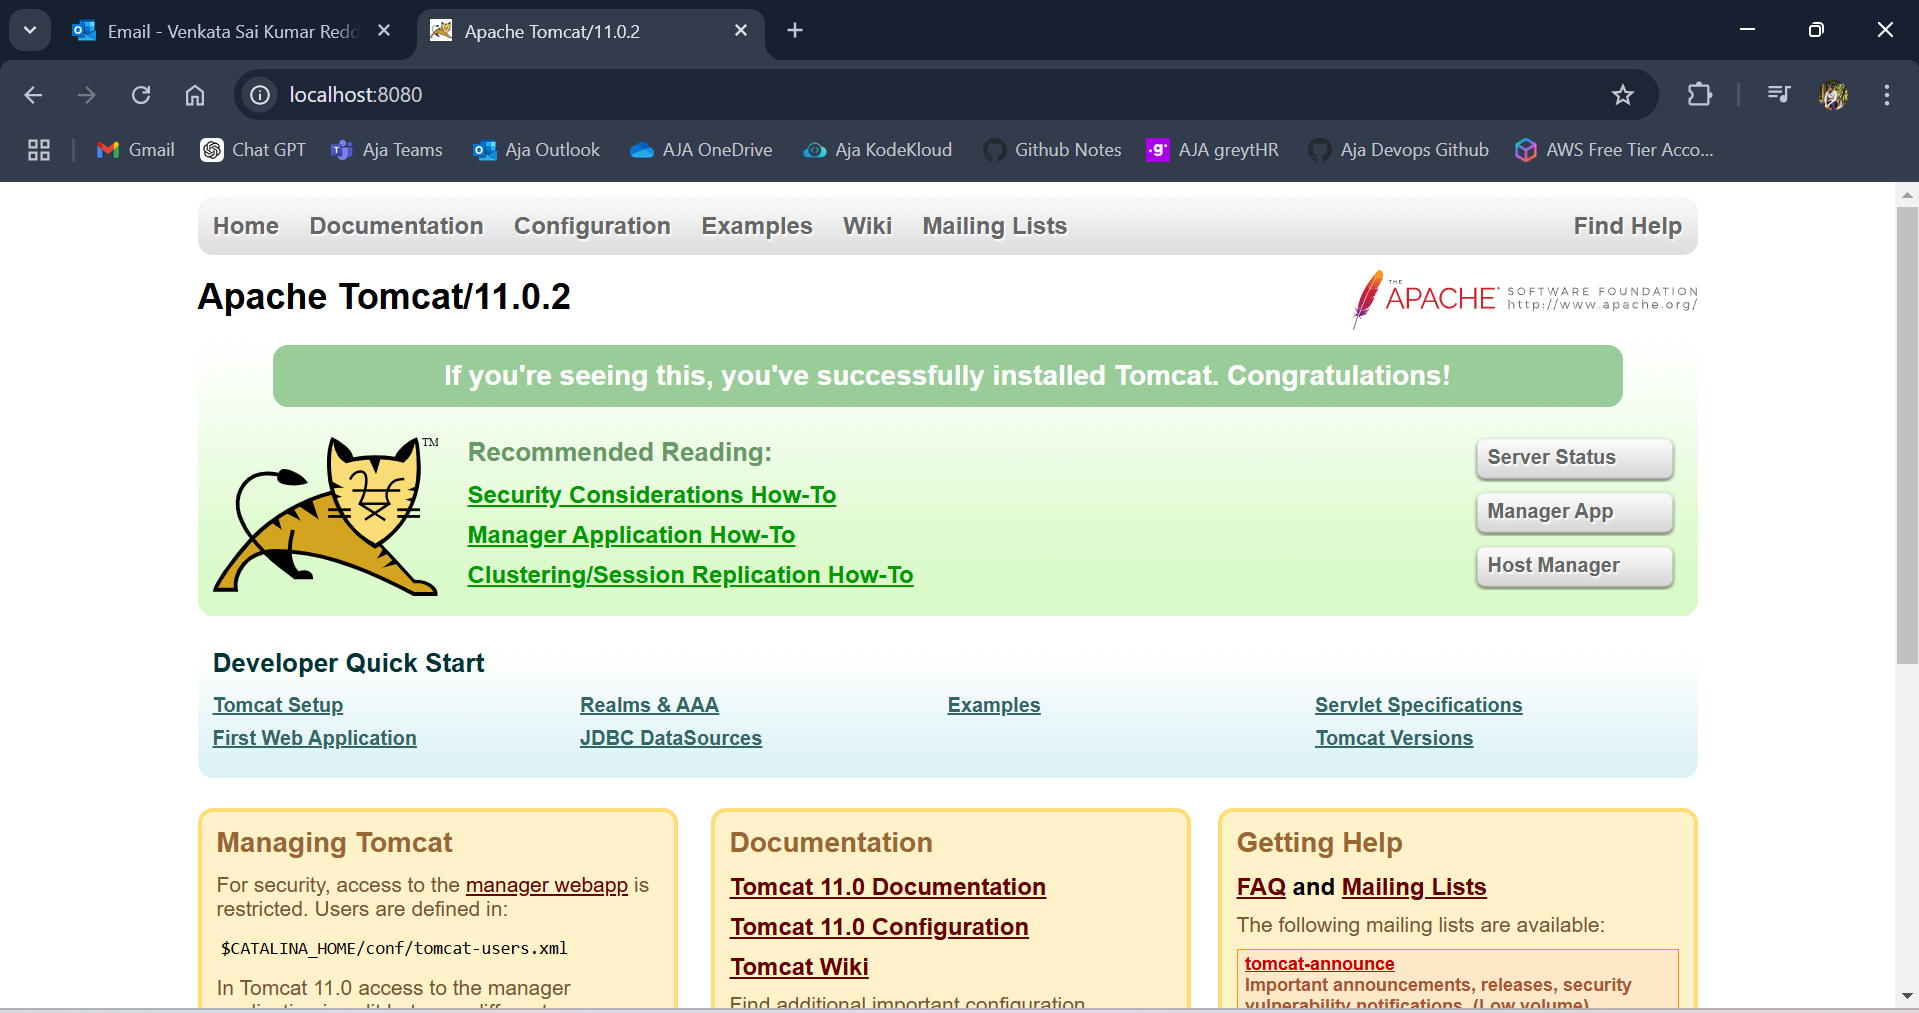 Email - Venkata Sai Kumar Redd
Apache Tomcat/11.0.2
localhost:8080
Gmail
Chat GPT
Aja Teams
Aja Outlook
AJA OneDrive
Aja KodeKloud
Github Notes
AJA greytHR
Aja Devops Github
AWS Free Tier Acco...
Home Documentation Configuration Examples Wiki Mailing Lists Find Help
Apache Tomcat/11.0.2
THE APACHE SOFTWARE FOUNDATION
http://www.apache.org/
If you're seeing this, you've successfully installed Tomcat. Congratulations!
TM
Recommended Reading:
Security Considerations How-To
Manager Application How-To
Clustering/Session Replication How-To
Server Status
Manager App
Host Manager
Developer Quick Start
Tomcat Setup
First Web Application
Realms & AAA
JDBC DataSources
Examples
Servlet Specifications
Tomcat Versions
Managing Tomcat
For security, access to the manager webapp is
restricted. Users are defined in:
$CATALINA_HOME/conf/tomcat-users.xml
In Tomcat 11.0 access to the manager
Documentation
Tomcat 11.0 Documentation
Tomcat 11.0 Configuration
Tomcat Wiki
Find additional important configuration
Getting Help
FAQ and Mailing Lists
The following mailing lists are available:
tomcat-announce
Important announcements, releases, security
vulnerability notifications. (Low volume).